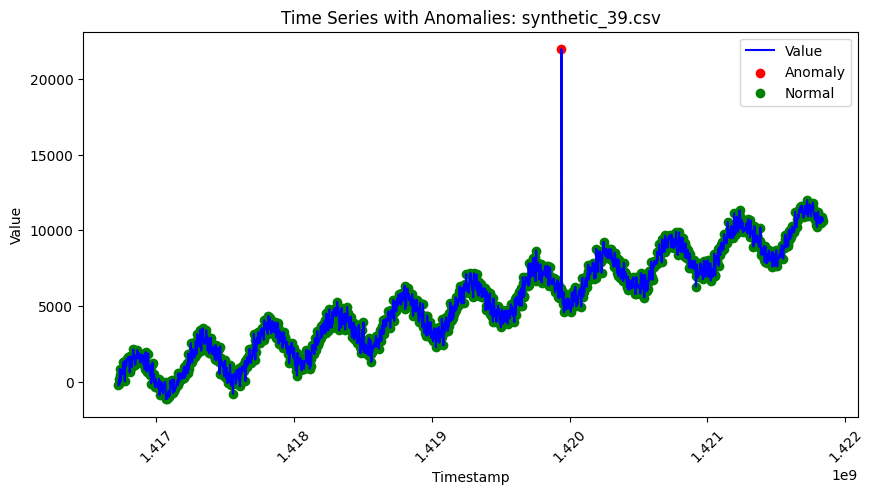 Time Series with Anomalies: synthetic_39.csv
Value
Anomaly
Normal
20000
15000
10000
5000
0
Value
1.417
1.418
1.419
1.420
1.421
1.422
1e9
Timestamp